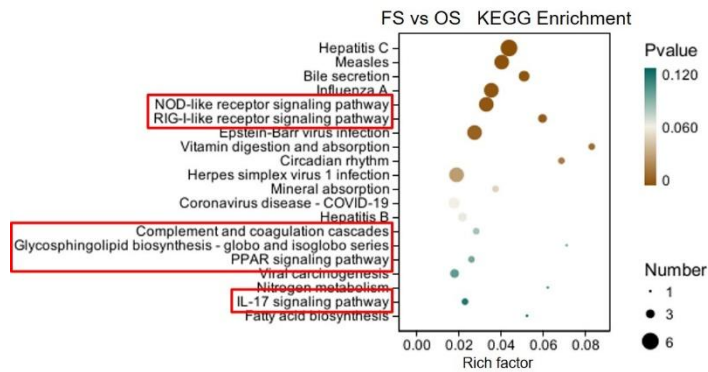 FS vs OS KEGG Enrichment
Hepatitis C
Measles
Bile secretion
Influenza A
NOD-like receptor signaling pathway
RIG-I-like receptor signaling pathway
Epstein-Barr virus infection
Vitamin digestion and absorption
Circadian rhythm
Herpes simplex virus 1 infection
Mineral absorption
Coronavirus disease - COVID-19
Hepatitis B
Complement and coagulation cascades
Glycosphingolipid biosynthesis - globo and isoglobo series
PPAR signaling pathway
Viral carcinogenesis
Nitrogen metabolism
IL-17 signaling pathway
Fatty acid biosynthesis
0.00 0.02 0.04 0.06 0.08
Rich factor
Pvalue
0.120
0.060
0
Number
1
3
6